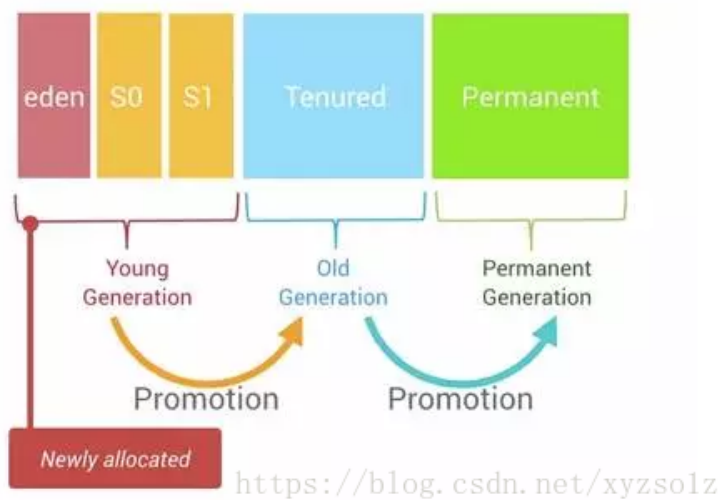 eden S0 S1 Tenured Permanent
Young Old Permanent
Generation Generation Generation
Promotion Promotion
Newly allocated
https://blog.csdn.net/xyzso1z